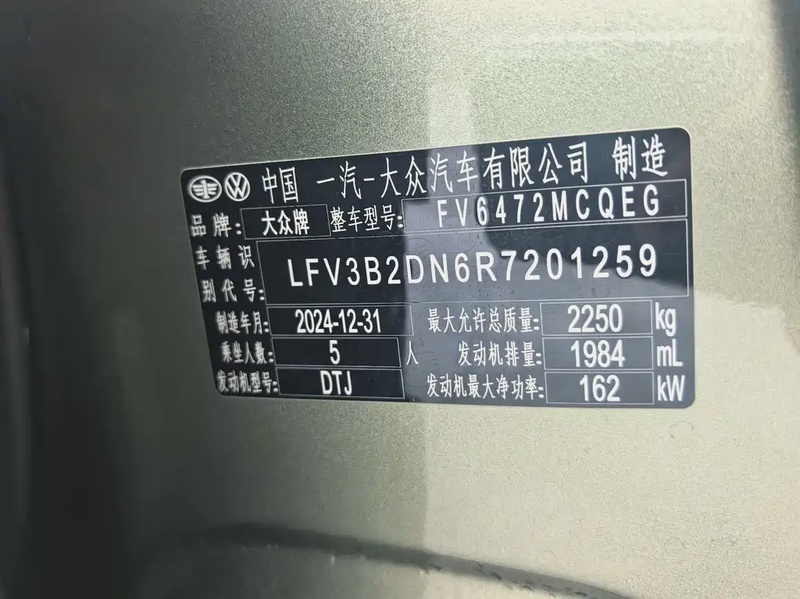 中国 一汽-大众汽车有限公司 制造
品牌: 大众牌 整车型号: FV6472MCQEG
车辆识别代号: LFV3B2DN6R7201259
制造年月: 2024-12-31 最大允许总质量: 2250 kg
乘坐人数: 5 人 发动机排量: 1984 mL
发动机型号: DTJ 发动机最大净功率: 162 kW